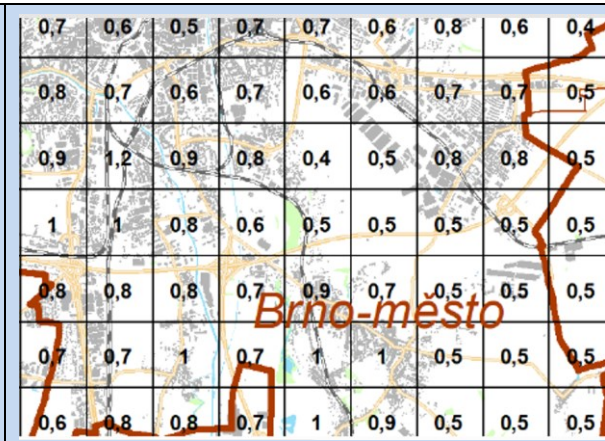 0,7 0,6 0,5 0,7 0,7 0,6 0,8 0,6 0,4
0,8 0,7 0,6 0,7 0,6 0,6 0,7 0,7 0,5
0,9 1,2 0,9 0,8 0,4 0,5 0,8 0,8 0,5
1 1 0,8 0,6 0,5 0,5 0,5 0,5 0,5
0,8 0,8 0,8 0,7 0,9 0,7 0,5 0,5 0,5
Brno-město
0,7 0,7 1 0,7 1 1 0,5 0,5 0,5
0,6 0,8 0,8 0,7 1 0,9 0,5 0,5 0,5